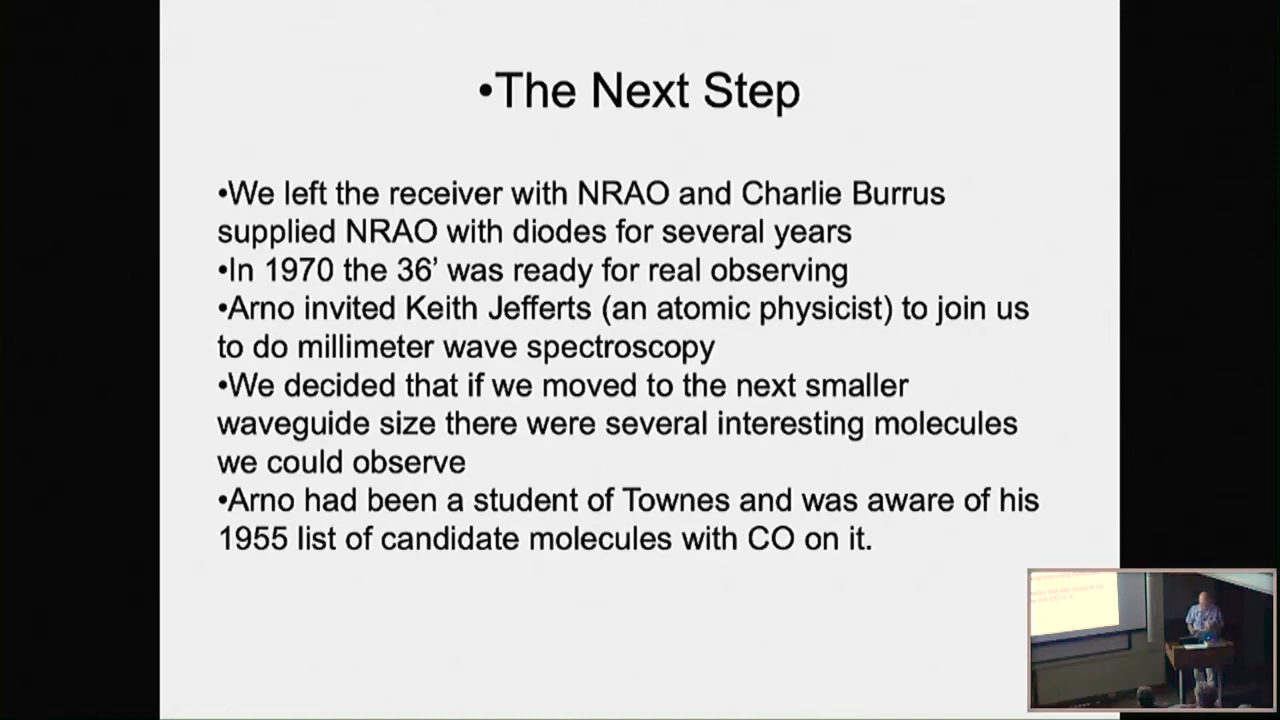 •The Next Step
•We left the receiver with NRAO and Charlie Burrus
supplied NRAO with diodes for several years
•In 1970 the 36’ was ready for real observing
•Arno invited Keith Jefferts (an atomic physicist) to join us
to do millimeter wave spectroscopy
•We decided that if we moved to the next smaller
waveguide size there were several interesting molecules
we could observe
•Arno had been a student of Townes and was aware of his
1955 list of candidate molecules with CO on it.